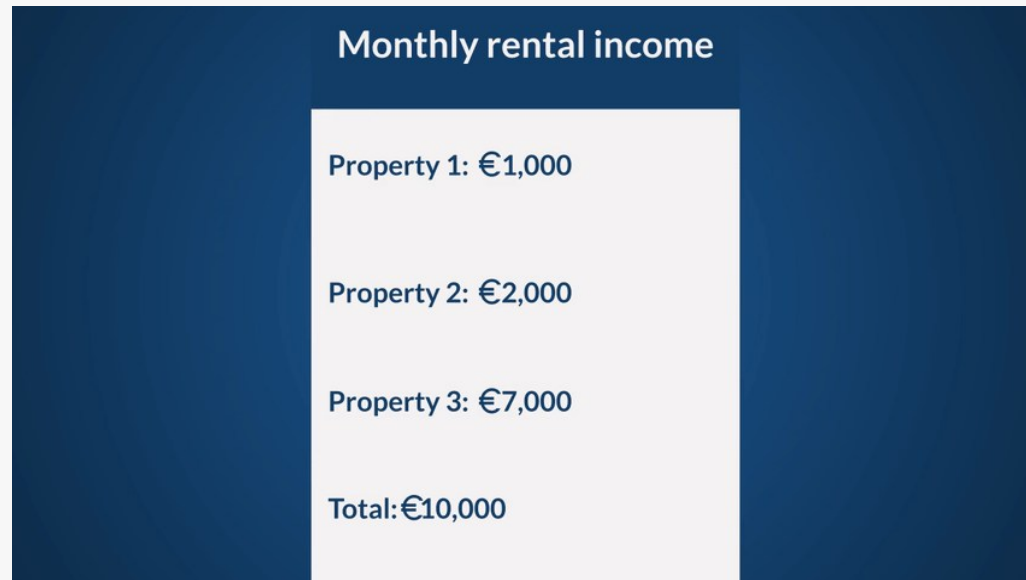 Monthly rental income
Property 1: €1,000
Property 2: €2,000
Property 3: €7,000
Total:€10,000